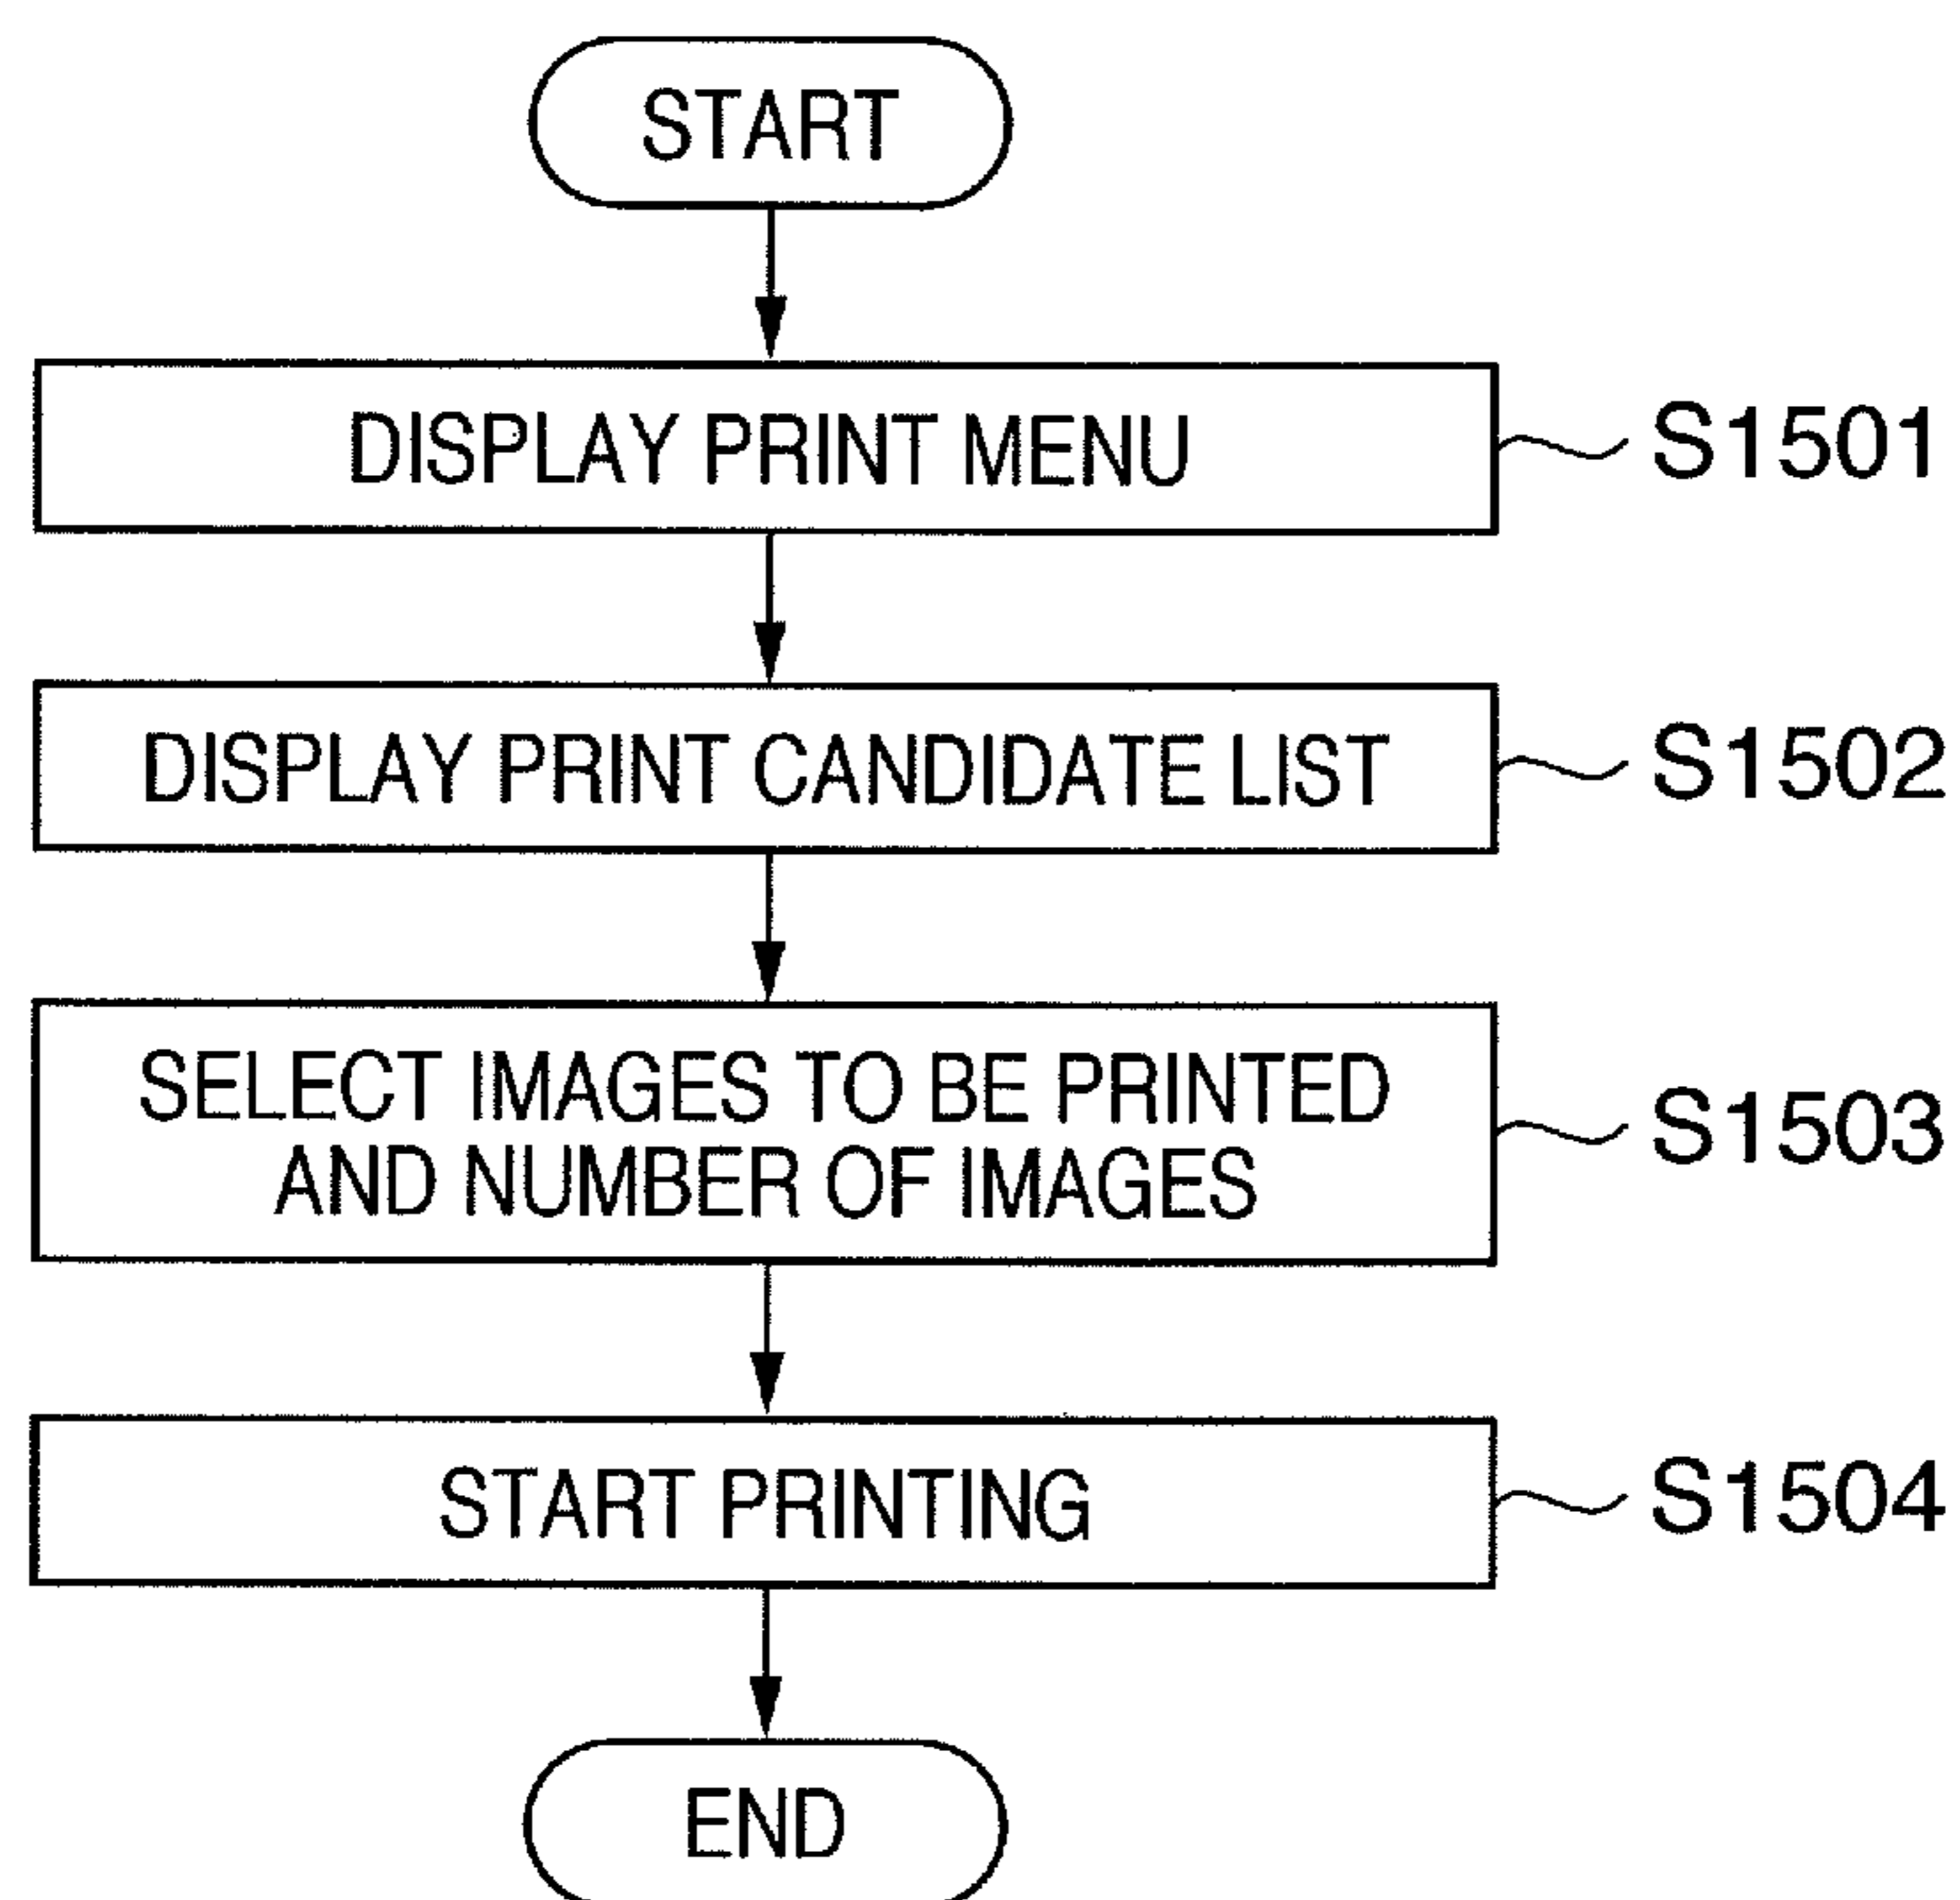 START
DISPLAY PRINT MENU
S1501
DISPLAY PRINT CANDIDATE LIST
S1502
SELECT IMAGES TO BE PRINTED
AND NUMBER OF IMAGES
S1503
START PRINTING
S1504
END